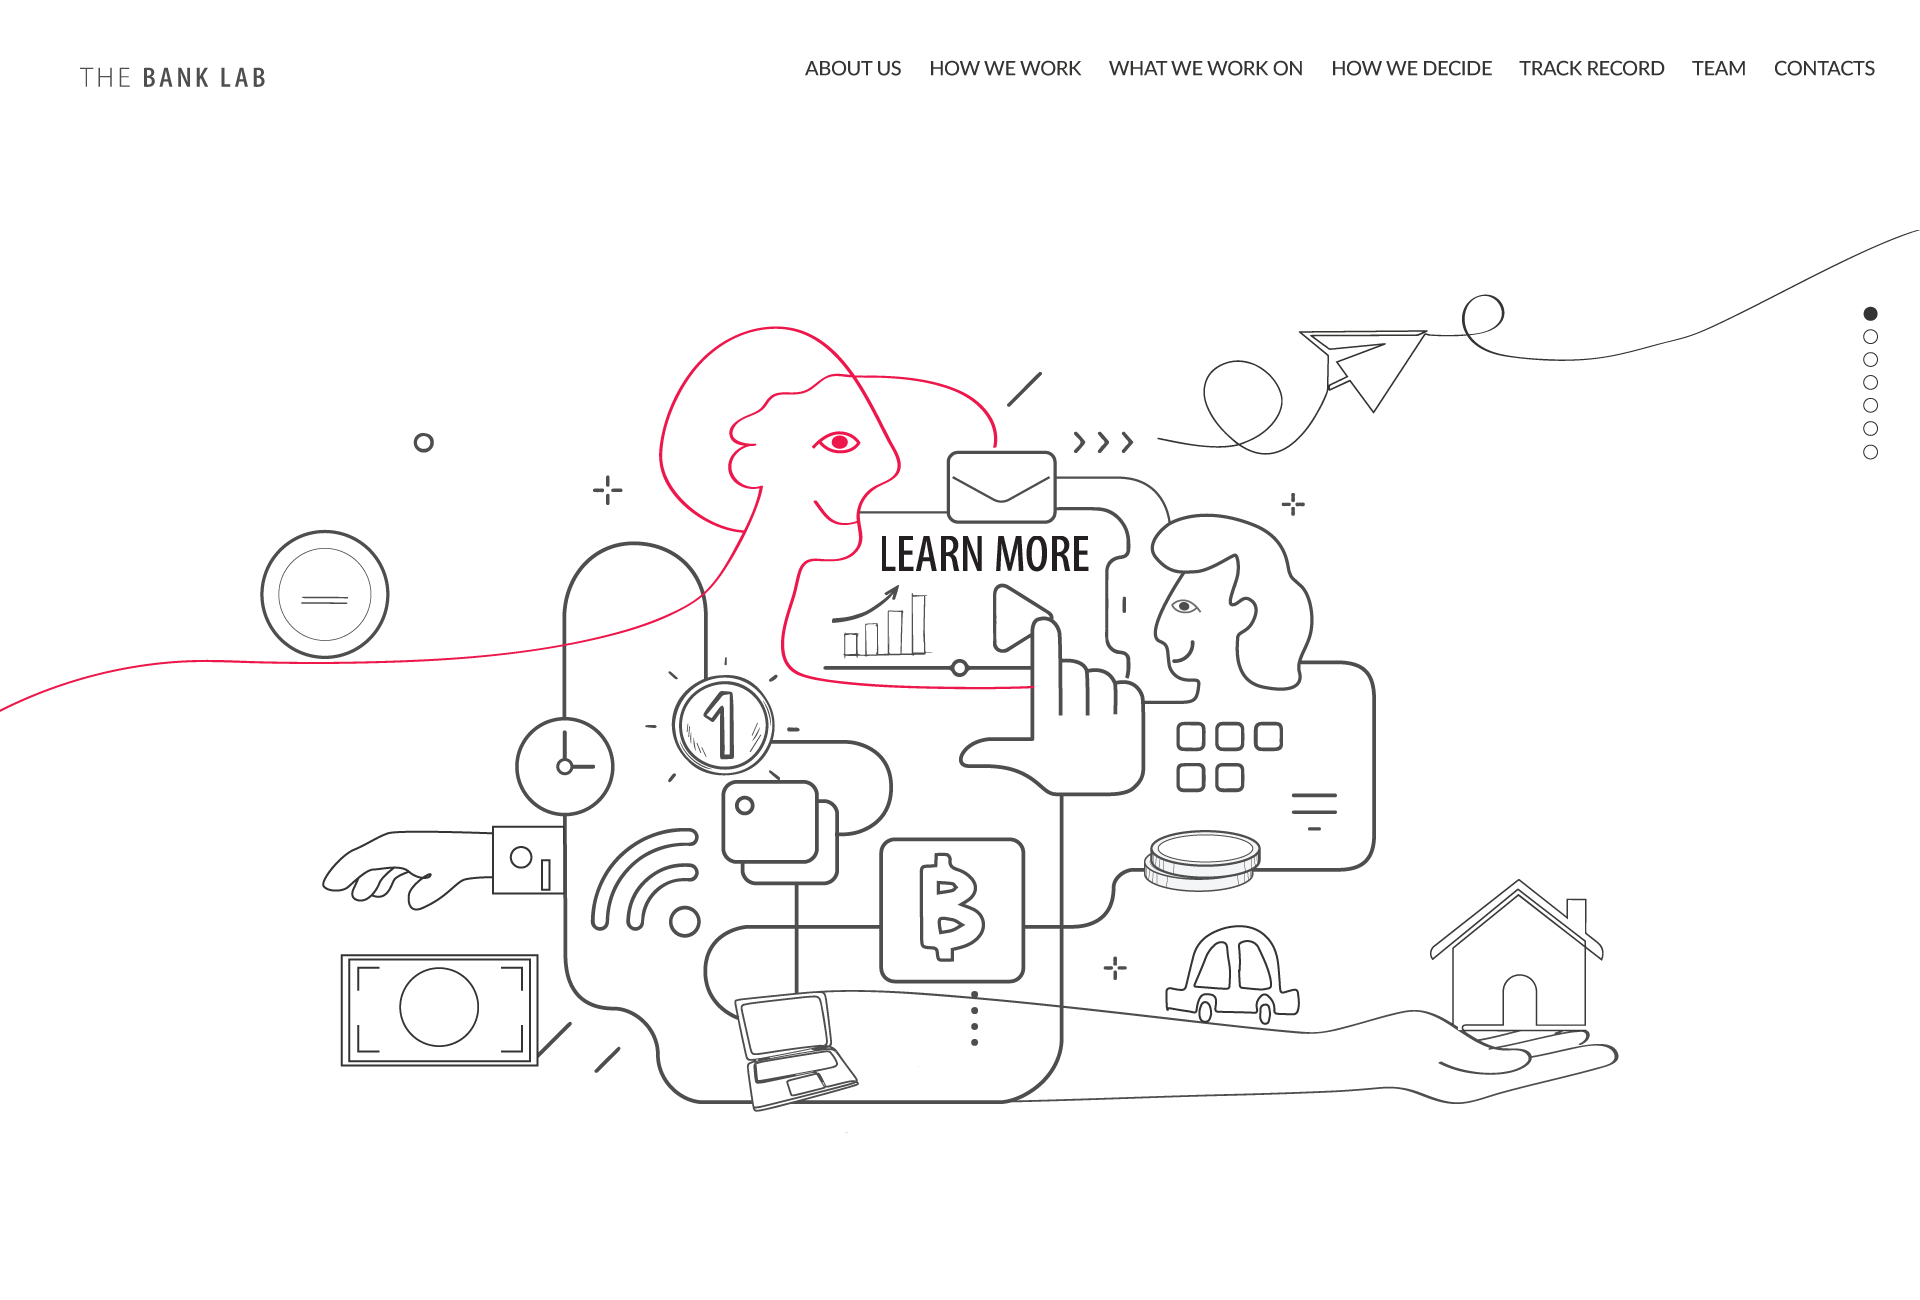 THE BANK LAB
ABOUT US HOW WE WORK WHAT WE WORK ON HOW WE DECIDE TRACK RECORD TEAM CONTACTS
LEARN MORE
1
B